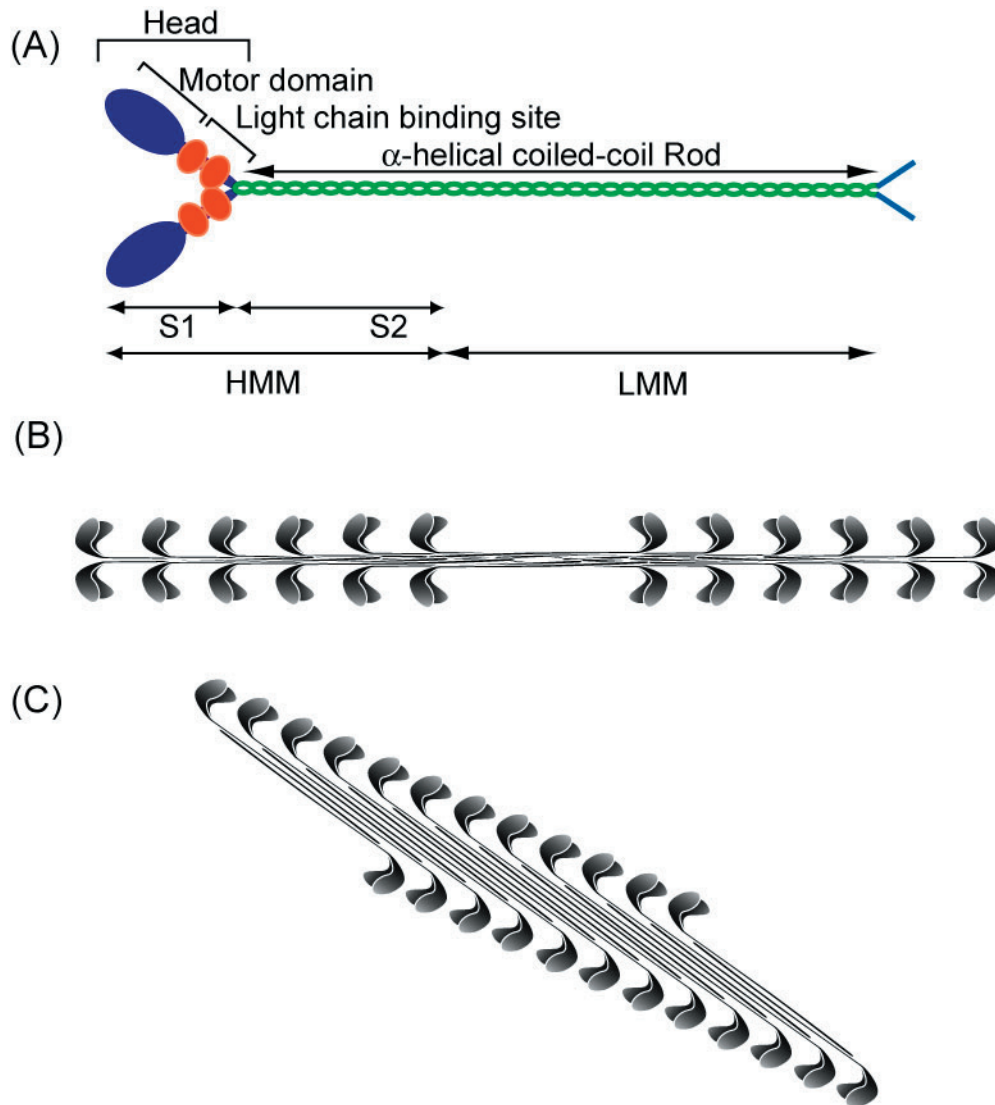 (A)
Head
Motor domain
Light chain binding site
α-helical coiled-coil Rod
S1 S2
HMM LMM
(B)
(C)